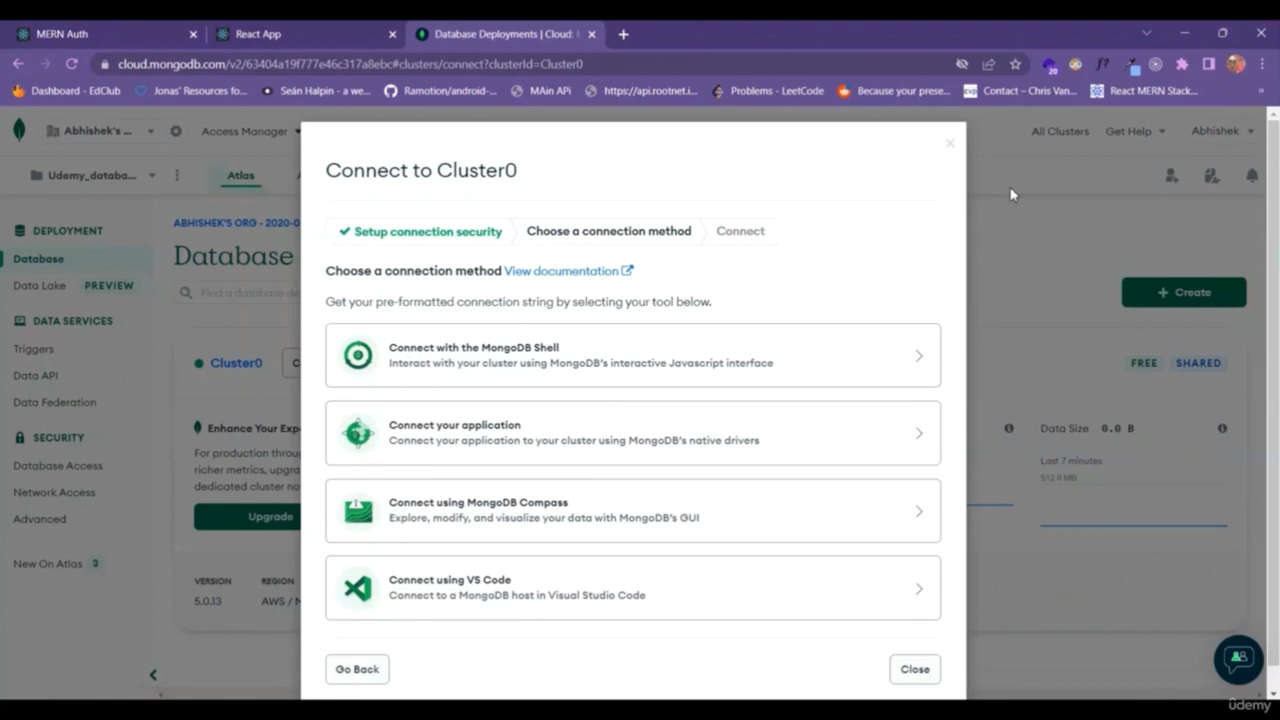 MERN Auth
React App
Database Deployments | Cloud:
cloud.mongodb.com/v2/63404a19f777e46c317a8ebc#clusters/connect?clusterId=Cluster0
20
f?
Dashboard - EdClub
Jonas' Resources fo...
Seán Halpin - a we...
Ramotion/android-...
MAin APi
https://api.rootnet.i...
Problems - LeetCode
Because your prese...
cvp
Contact – Chris Van...
React MERN Stack...
»
Abhishek's ...
Access Manager
All Clusters
Get Help
Abhishek
Udemy_databa...
Atlas
DEPLOYMENT
Database
Data Lake
PREVIEW
DATA SERVICES
Triggers
Data API
Data Federation
SECURITY
Database Access
Network Access
Advanced
New On Atlas 3
ABHISHEK'S ORG - 2020-0
Database
Find a database de
+ Create
Cluster0
C
FREE
SHARED
Enhance Your Exp
For production throu
richer metrics, upgra
dedicated cluster no
Upgrade
Data Size 0.0 B
Last 7 minutes
512.0 MB
VERSION
REGION
5.0.13
AWS / M
Connect to Cluster0
Setup connection security
Choose a connection method
Connect
Choose a connection method View documentation
Get your pre-formatted connection string by selecting your tool below.
Connect with the MongoDB Shell
Interact with your cluster using MongoDB's interactive Javascript interface
Connect your application
Connect your application to your cluster using MongoDB's native drivers
Connect using MongoDB Compass
Explore, modify, and visualize your data with MongoDB's GUI
Connect using VS Code
Connect to a MongoDB host in Visual Studio Code
Go Back
Close
ûdemy